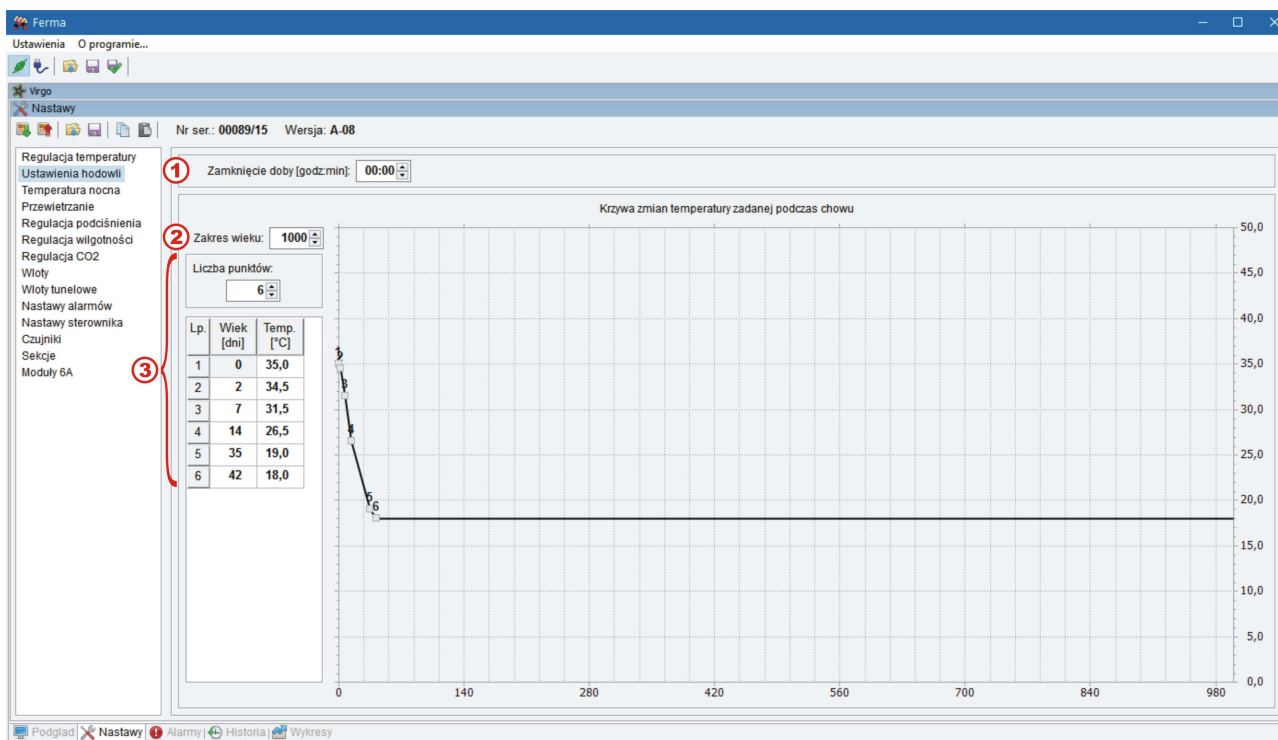 Ferma
Ustawienia O programie...
Virgo
Nastawy
Nr ser.: 00089/15 Wersja: A-08
Regulacja temperatury
Ustawienia hodowli
Temperatura nocna
Przewietrzanie
Regulacja podciśnienia
Regulacja wilgotności
Regulacja CO2
Wloty
Wloty tunelowe
Nastawy alarmów
Nastawy sterownika
Czujniki
Sekcje
Moduły 6A
1 Zamknięcie doby [godz:min]: 00:00
Krzywa zmian temperatury zadanej podczas chowu
2 Zakres wieku: 1000
3
Liczba punktów:
6
Lp. Wiek [dni] Temp. [°C]
1 0 35,0
2 2 34,5
3 7 31,5
4 14 26,5
5 35 19,0
6 42 18,0
1
2
3
4
5
6
50,0
45,0
40,0
35,0
30,0
25,0
20,0
15,0
10,0
5,0
0,0
0 140 280 420 560 700 840 980
Podgląd Nastawy Alarmy Historia Wykresy